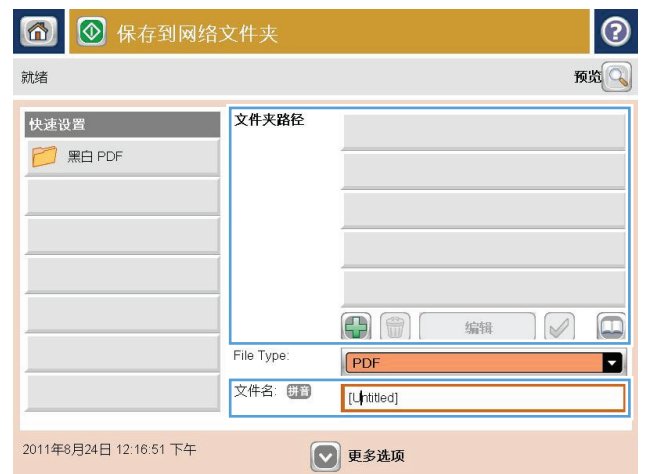 保存到网络文件夹
就绪
预览
快速设置
黑白 PDF
文件夹路径
编辑
File Type:
PDF
文件名: 拼音
[Untitled]
2011年8月24日 12:16:51 下午
更多选项